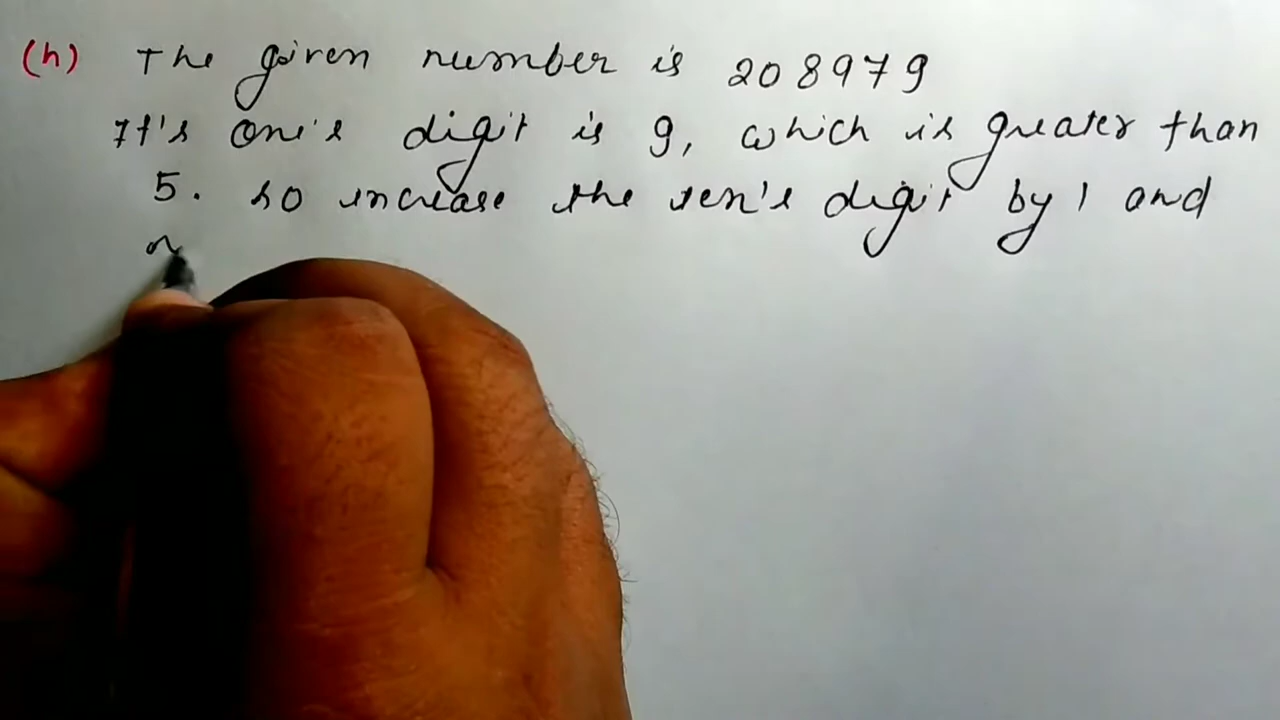 (h) The given number is 208979
It's one's digit is 9, which is greater than
5. so increase the ten's digit by 1 and